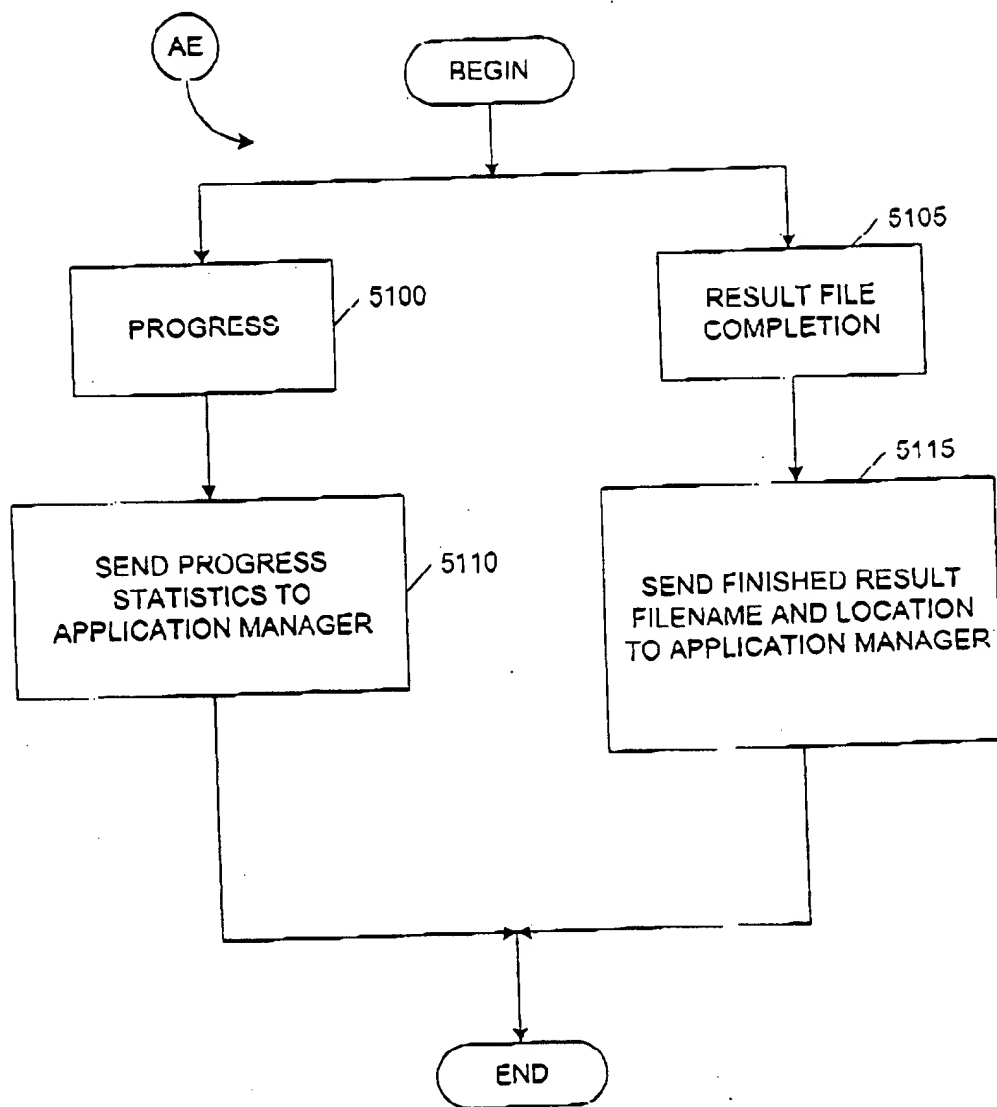 AE
BEGIN
5105
5100
PROGRESS
RESULT FILE
COMPLETION
5115
5110
SEND PROGRESS
STATISTICS TO
APPLICATION MANAGER
SEND FINISHED RESULT
FILENAME AND LOCATION
TO APPLICATION MANAGER
END